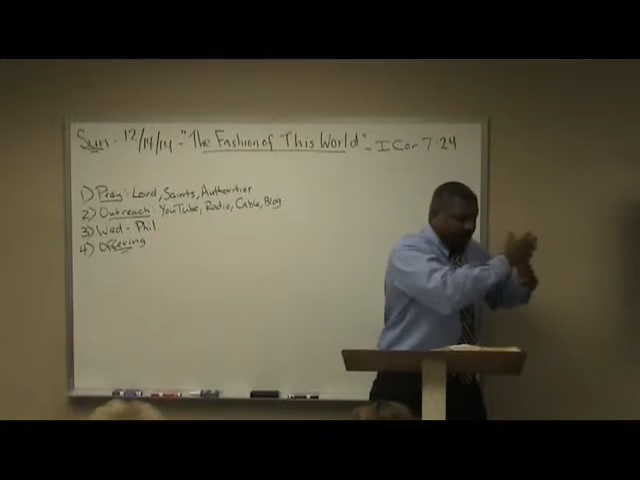 Sun. 12/14/14 - "The Fashion of This World" - I Cor 7:24
1) Pray: Lord, Saints, Authorities
2) Outreach: YouTube, Radio, Cable, Blog
3) Wed - Phil
4) Offering